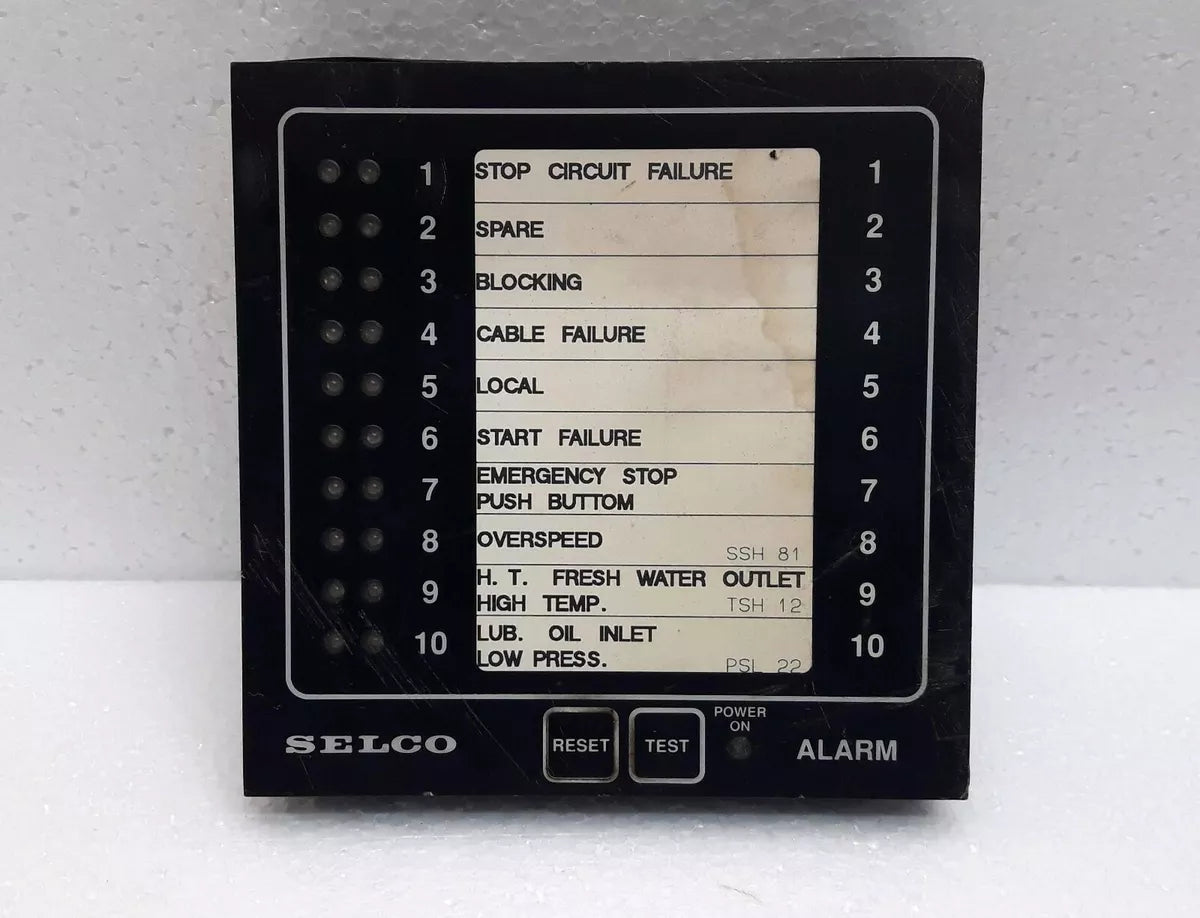 1 STOP CIRCUIT FAILURE 1
2 SPARE 2
3 BLOCKING 3
4 CABLE FAILURE 4
5 LOCAL 5
6 START FAILURE 6
7 EMERGENCY STOP 7
PUSH BUTTOM
8 OVERSPEED SSH 81 8
9 H. T. FRESH WATER OUTLET 9
HIGH TEMP. TSH 12
10 LUB. OIL INLET 10
LOW PRESS. PSL 22
SELCO
RESET
TEST
POWER
ON
ALARM